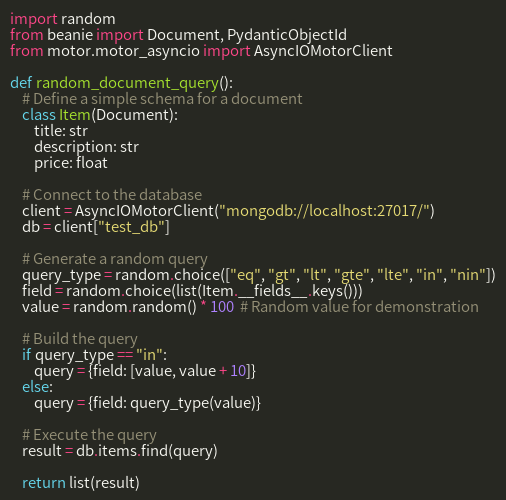 import random
from beanie import Document, PydanticObjectId
from motor.motor_asyncio import AsyncIOMotorClient

def random_document_query():
    # Define a simple schema for a document
    class Item(Document):
        title: str
        description: str
        price: float

    # Connect to the database
    client = AsyncIOMotorClient("mongodb://localhost:27017/")
    db = client["test_db"]

    # Generate a random query
    query_type = random.choice(["eq", "gt", "lt", "gte", "lte", "in", "nin"])
    field = random.choice(list(Item.__fields__.keys()))
    value = random.random() * 100  # Random value for demonstration

    # Build the query
    if query_type == "in":
        query = {field: [value, value + 10]}
    else:
        query = {field: query_type(value)}

    # Execute the query
    result = db.items.find(query)

    return list(result)